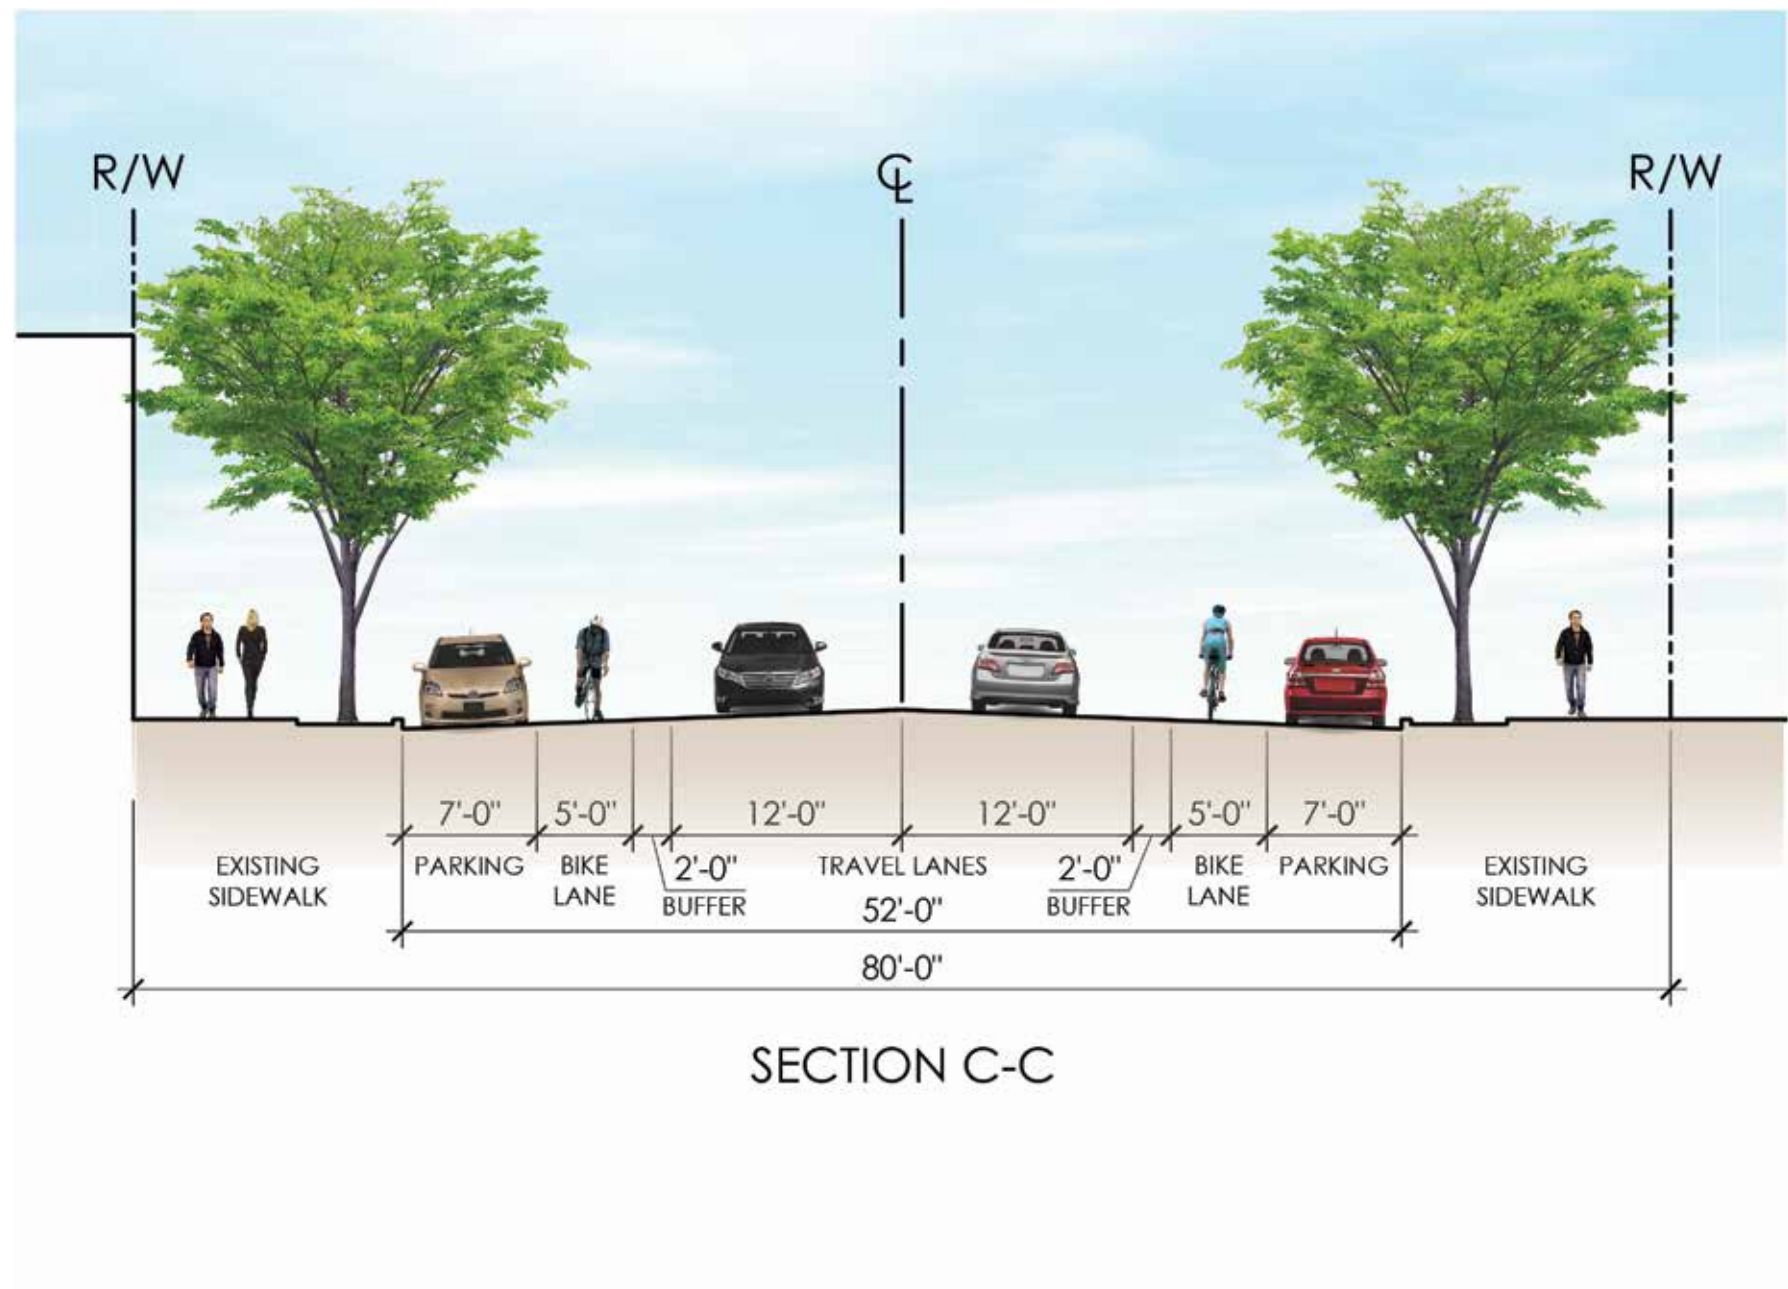 R/W
℄
R/W
7'-0"
5'-0"
12'-0"
12'-0"
5'-0"
7'-0"
EXISTING
SIDEWALK
PARKING
BIKE
LANE
2'-0"
BUFFER
TRAVEL LANES
2'-0"
BUFFER
BIKE
LANE
PARKING
EXISTING
SIDEWALK
52'-0"
80'-0"
SECTION C-C